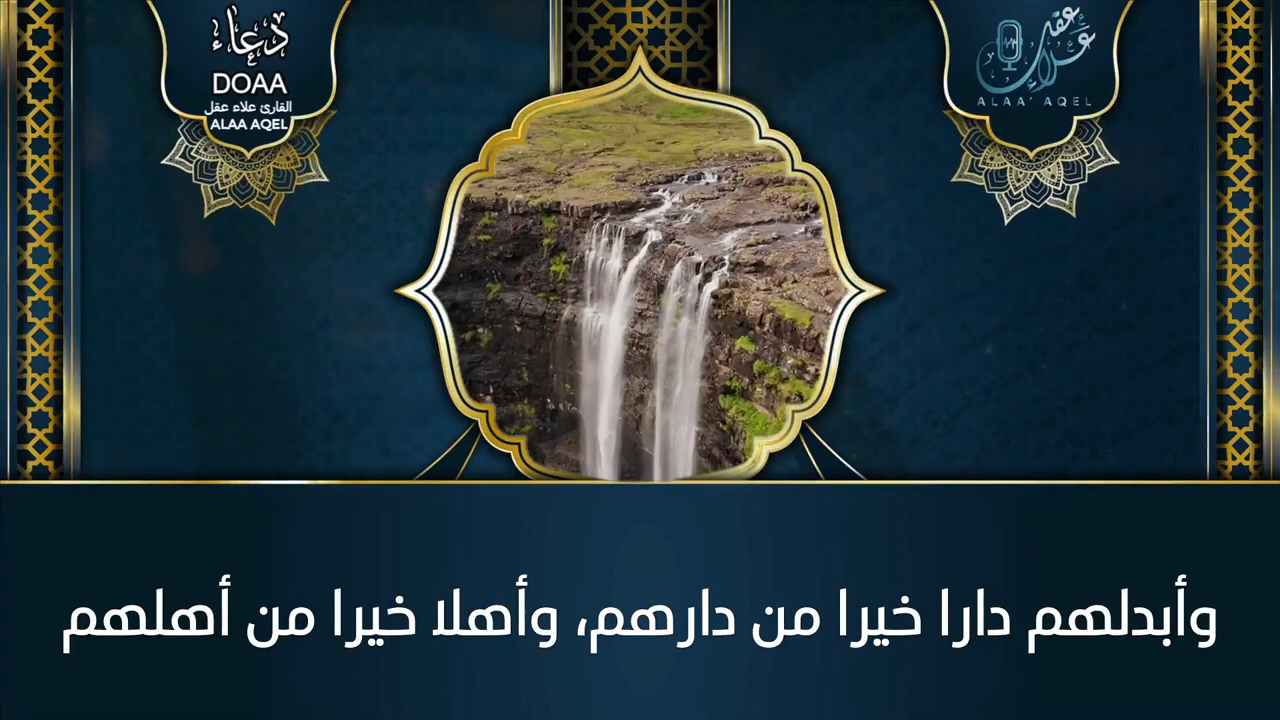 دعاء
DOAA
القارئ علاء عقل
ALAA AQEL
علاء عقل
ALAA' AQEL
وأبدلهم دارا خيرا من دارهم، وأهلا خيرا من أهلهم